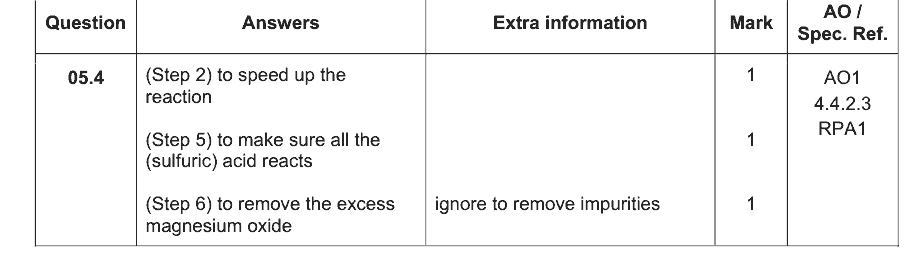 Question Answers Extra information Mark AO /
Spec. Ref.
05.4 (Step 2) to speed up the 1 AO1
reaction 4.4.2.3
RPA1
(Step 5) to make sure all the 1
(sulfuric) acid reacts
(Step 6) to remove the excess ignore to remove impurities 1
magnesium oxide